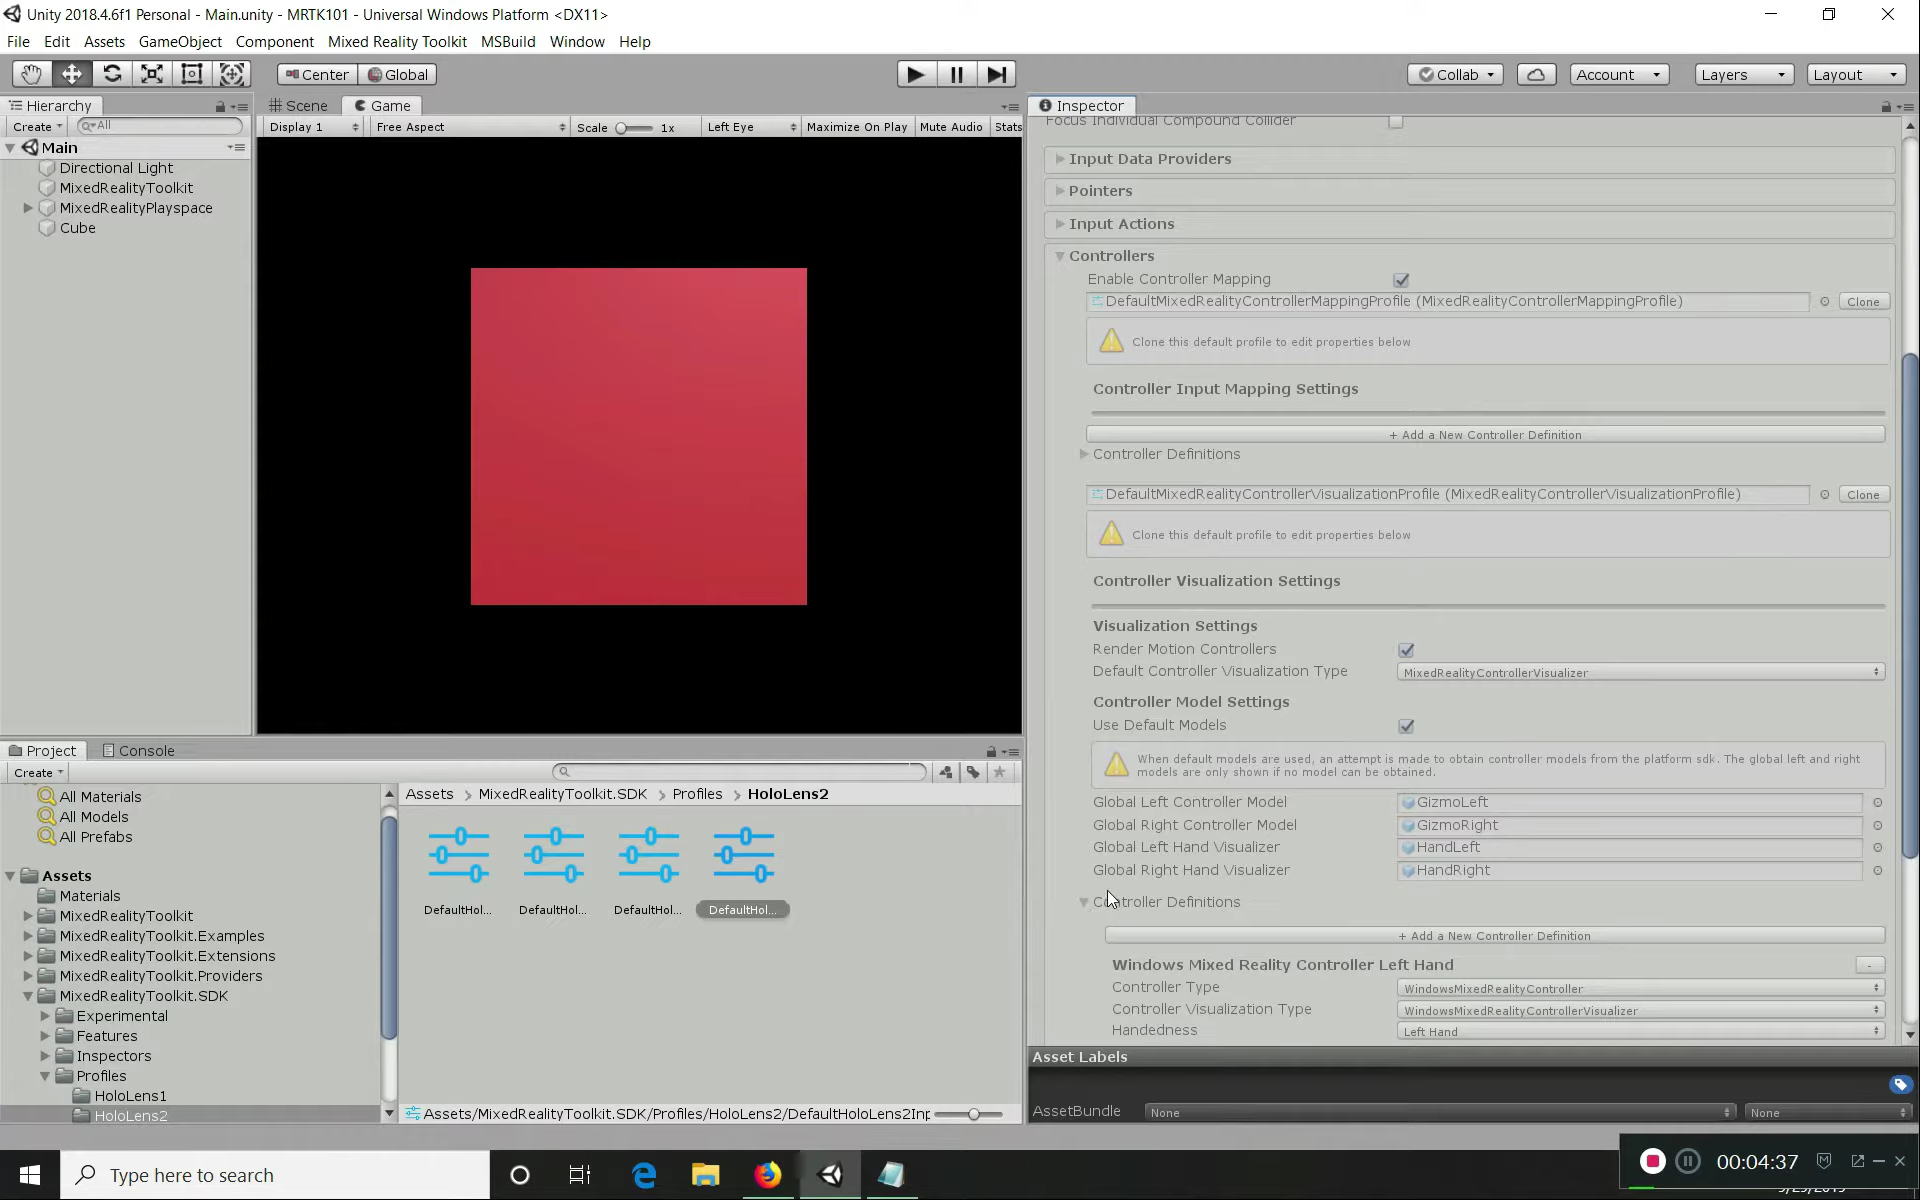 Unity 2018.4.6f1 Personal - Main.unity - MRTK101 - Universal Windows Platform <DX11>
File Edit Assets GameObject Component Mixed Reality Toolkit MSBuild Window Help
Center Global Collab Account Layers Layout
Hierarchy
Create All
Main
Directional Light
MixedRealityToolkit
MixedRealityPlayspace
Cube
Scene Game
Display 1 Free Aspect Scale 1x Left Eye Maximize On Play Mute Audio Stats
Inspector
Focus Individual Compound Collider
Input Data Providers
Pointers
Input Actions
Controllers
Enable Controller Mapping
DefaultMixedRealityControllerMappingProfile (MixedRealityControllerMappingProfile) Clone
Clone this default profile to edit properties below
Controller Input Mapping Settings
+ Add a New Controller Definition
Controller Definitions
DefaultMixedRealityControllerVisualizationProfile (MixedRealityControllerVisualizationProfile) Clone
Clone this default profile to edit properties below
Controller Visualization Settings
Visualization Settings
Render Motion Controllers
Default Controller Visualization Type MixedRealityControllerVisualizer
Controller Model Settings
Use Default Models
When default models are used, an attempt is made to obtain controller models from the platform sdk. The global left and right
models are only shown if no model can be obtained.
Global Left Controller Model GizmoLeft
Global Right Controller Model GizmoRight
Global Left Hand Visualizer HandLeft
Global Right Hand Visualizer HandRight
Controller Definitions
+ Add a New Controller Definition
Windows Mixed Reality Controller Left Hand -
Controller Type WindowsMixedRealityController
Controller Visualization Type WindowsMixedRealityControllerVisualizer
Handedness Left Hand
Asset Labels
AssetBundle None None
Project Console
Create
All Materials
All Models
All Prefabs
Assets
Materials
MixedRealityToolkit
MixedRealityToolkit.Examples
MixedRealityToolkit.Extensions
MixedRealityToolkit.Providers
MixedRealityToolkit.SDK
Experimental
Features
Inspectors
Profiles
HoloLens1
HoloLens2
Assets > MixedRealityToolkit.SDK > Profiles > HoloLens2
DefaultHol... DefaultHol... DefaultHol... DefaultHol...
Assets/MixedRealityToolkit.SDK/Profiles/HoloLens2/DefaultHoloLens2Inp
Type here to search
00:04:37